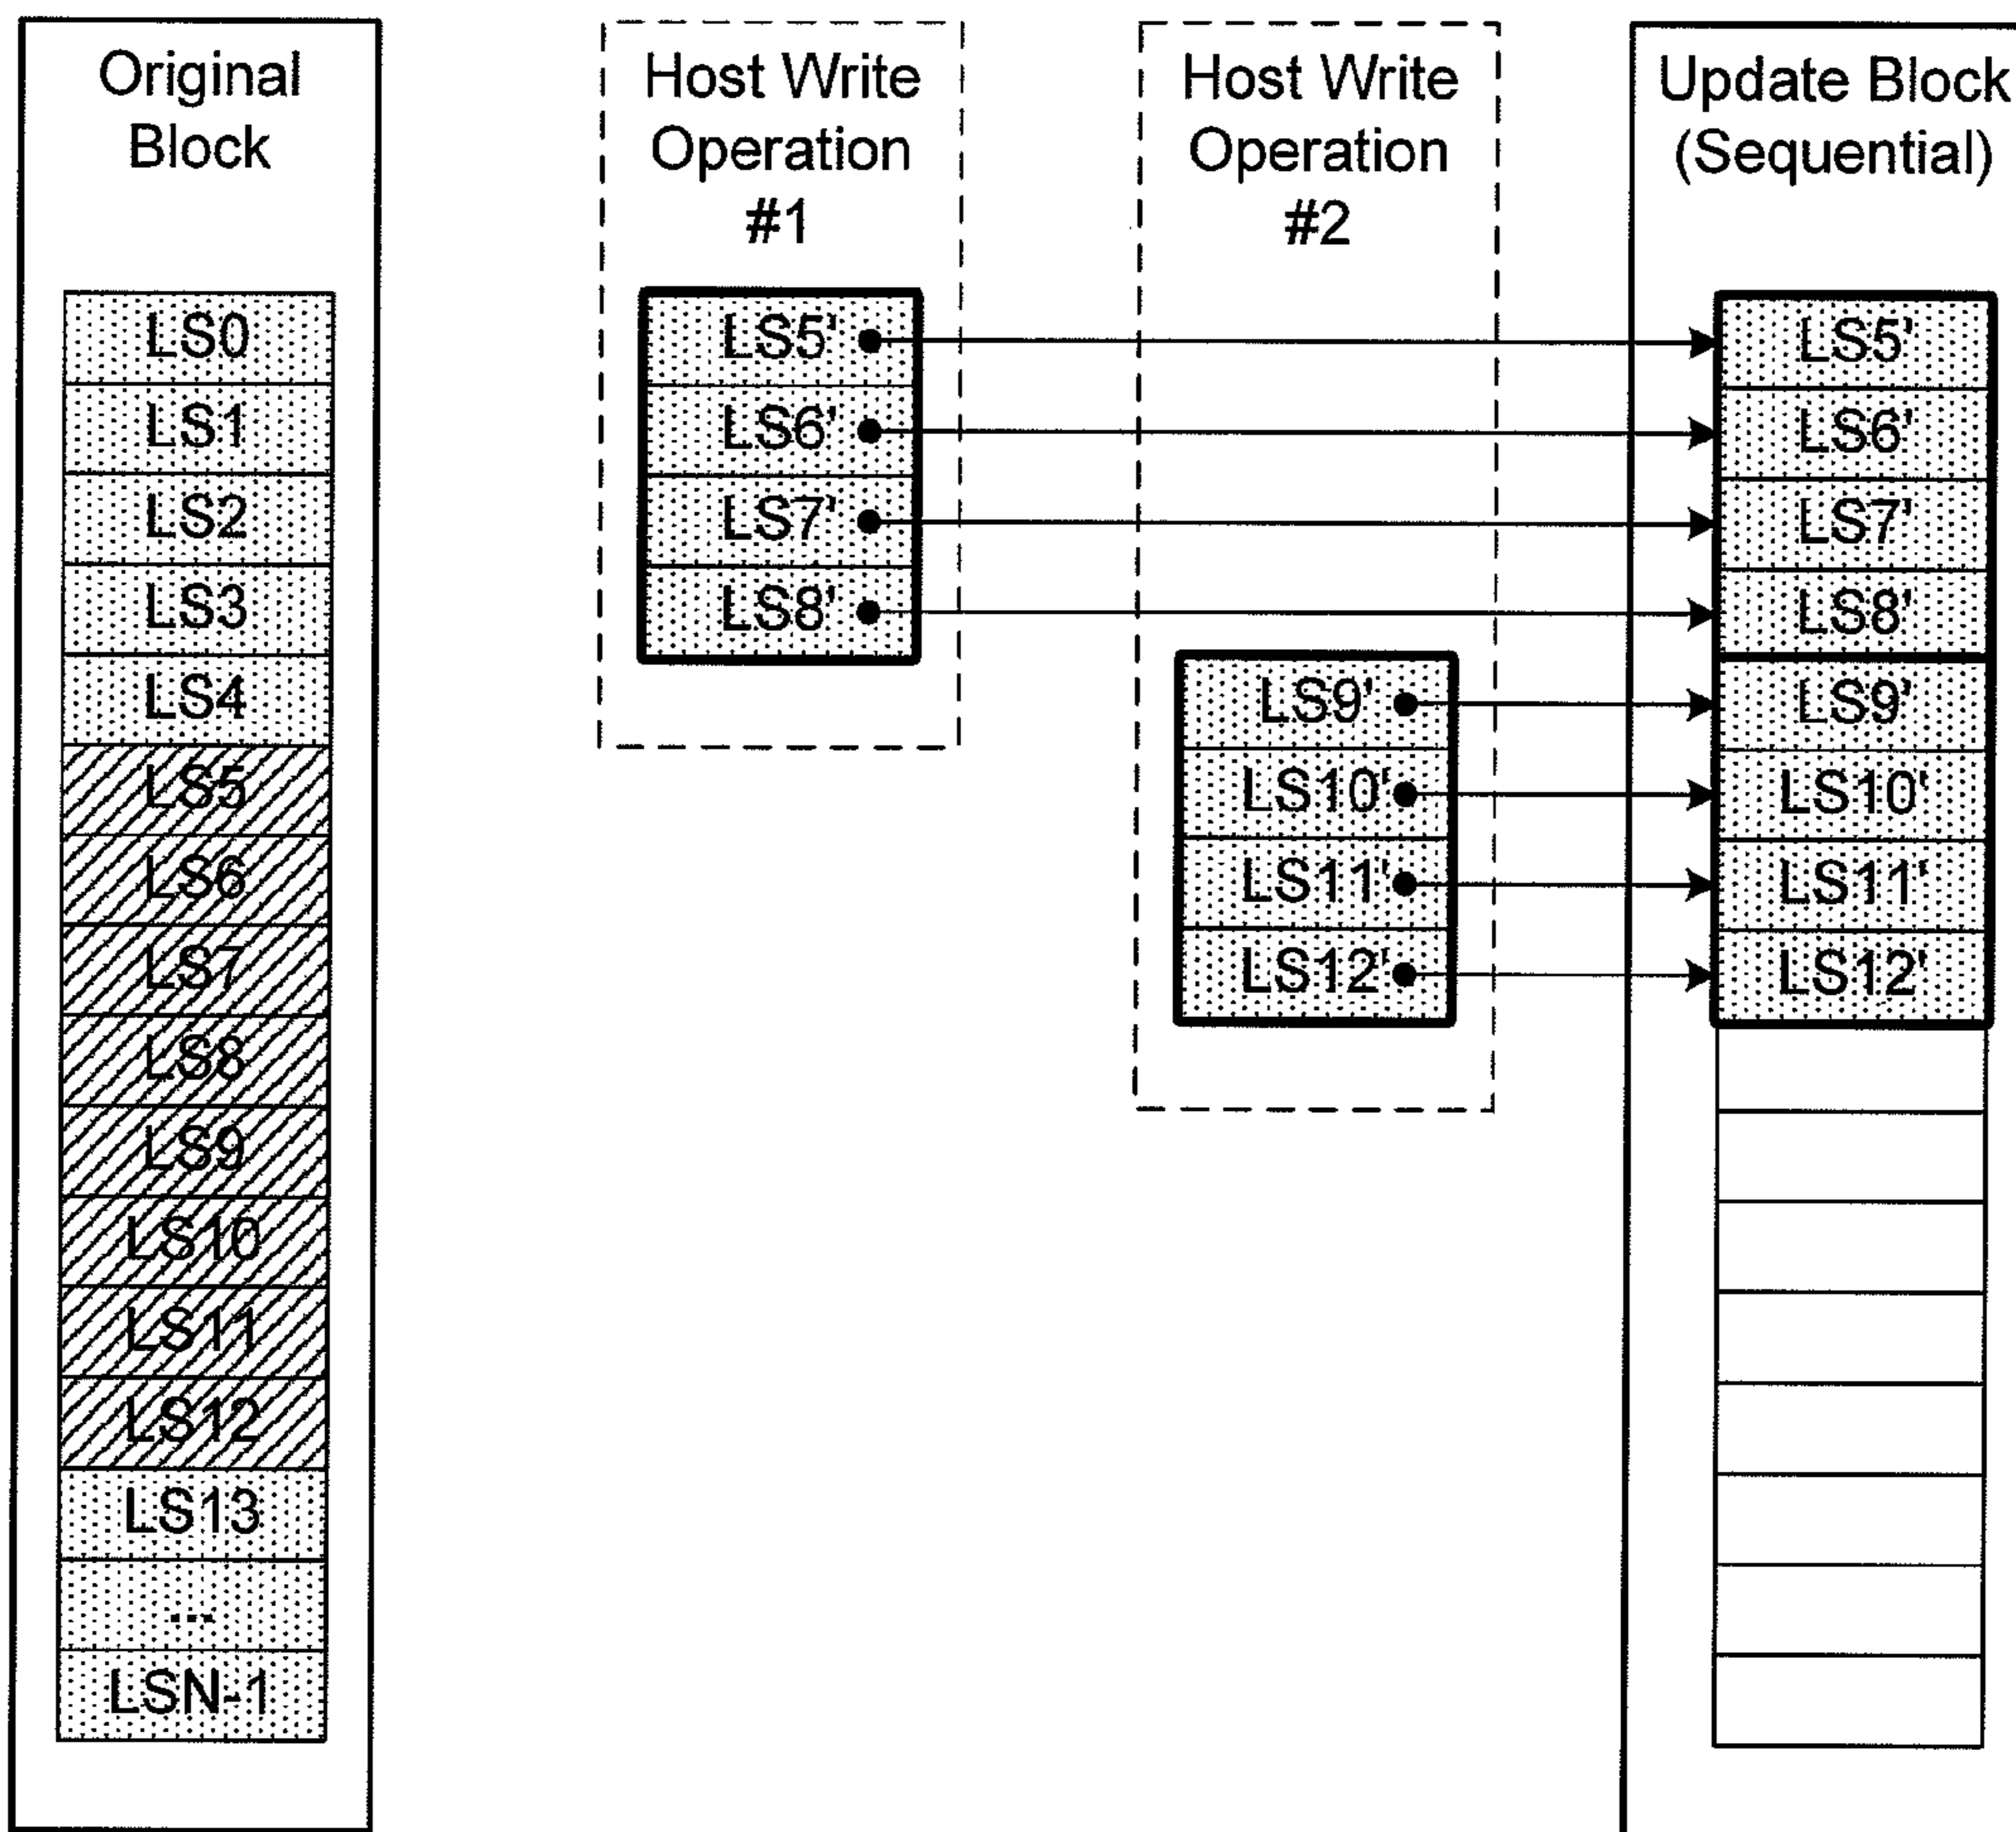 Original
Block
LS0
LS1
LS2
LS3
LS4
LS5
LS6
LS7
LS8
LS9
LS10
LS11
LS12
LS13
...
LSN-1
Host Write
Operation
#1
LS5'
LS6'
LS7'
LS8'
Host Write
Operation
#2
LS9'
LS10'
LS11'
LS12'
Update Block
(Sequential)
LS5'
LS6'
LS7'
LS8'
LS9'
LS10'
LS11'
LS12'